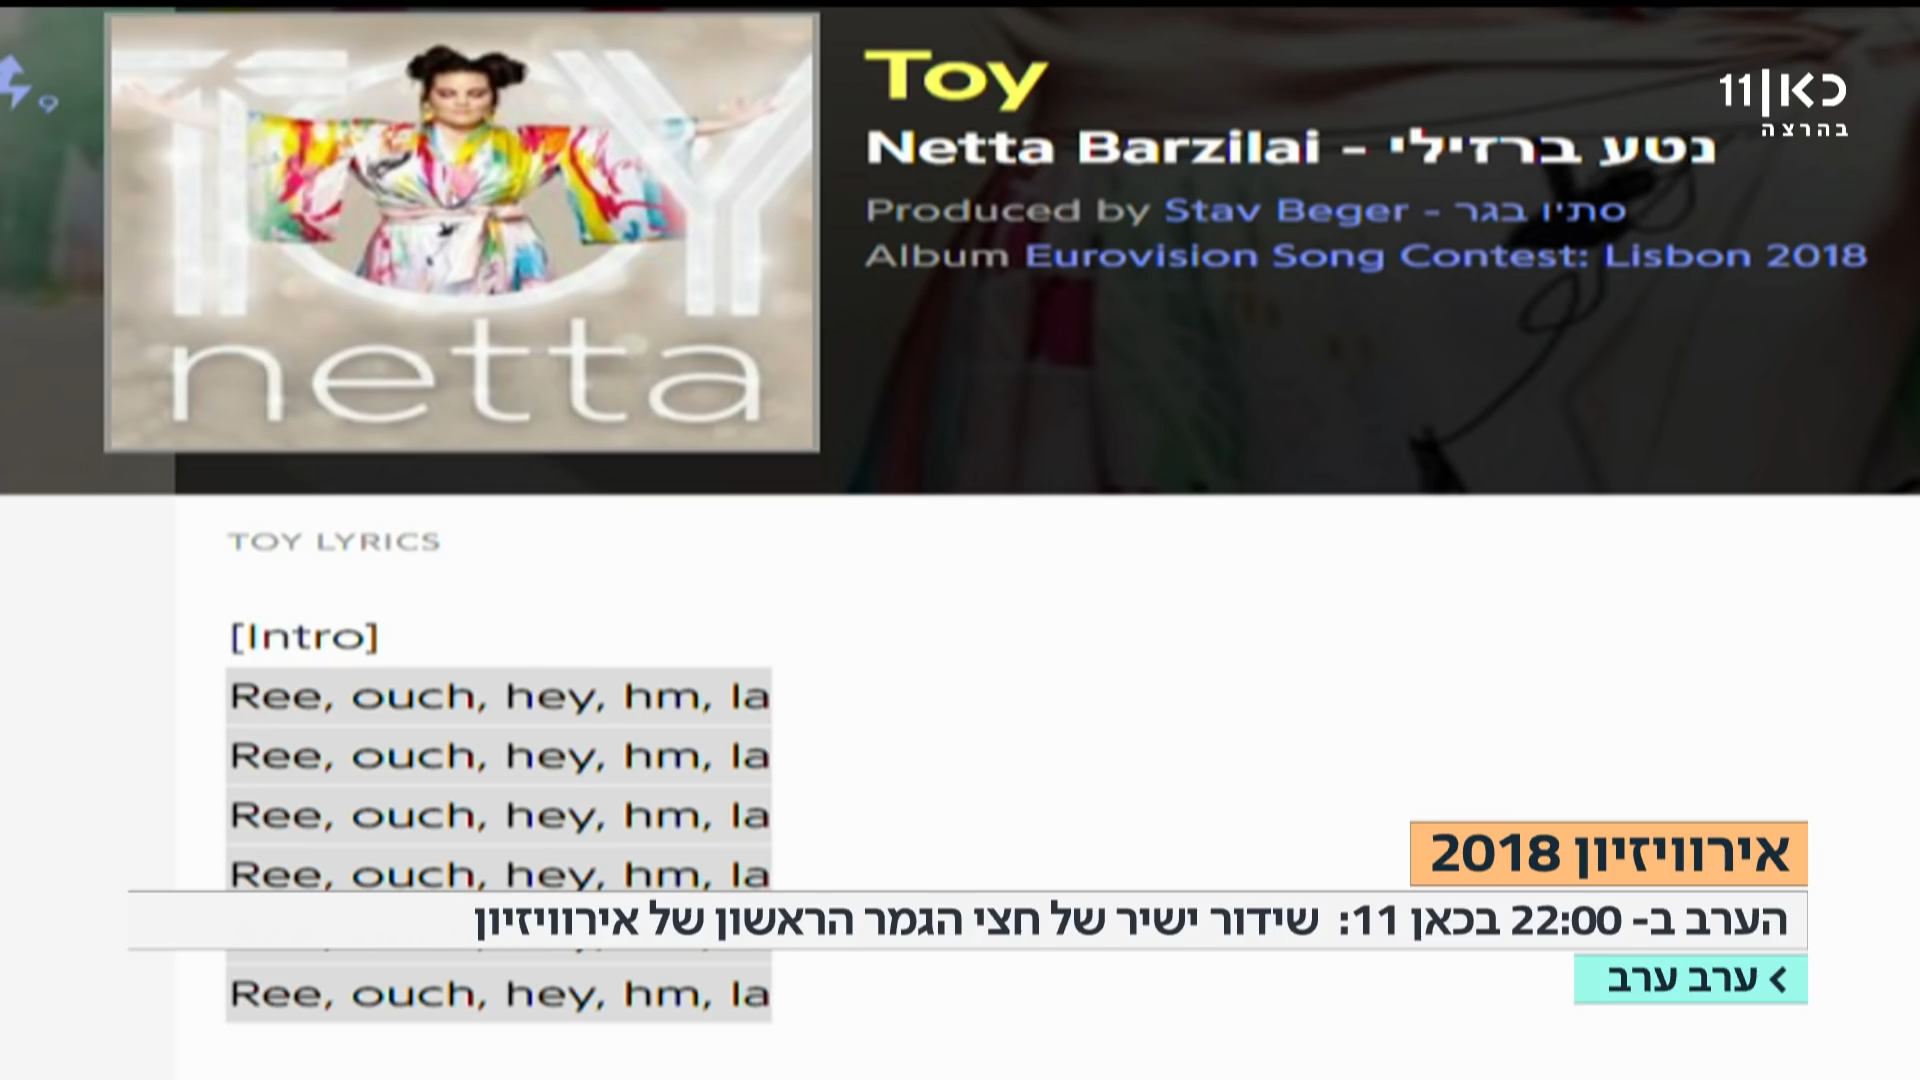 TOY
netta
9
Toy
Netta Barzilai - נטע ברזילי
Produced by Stav Beger - סתיו בגר
Album Eurovision Song Contest: Lisbon 2018
כאן|11
בהרצה
TOY LYRICS
[Intro]
Ree, ouch, hey, hm, la
Ree, ouch, hey, hm, la
Ree, ouch, hey, hm, la
Ree, ouch, hey, hm, la
Ree, ouch, hey, hm, la
אירוויזיון 2018
הערב ב- 22:00 בכאן 11: שידור ישיר של חצי הגמר הראשון של אירוויזיון
< ערב ערב